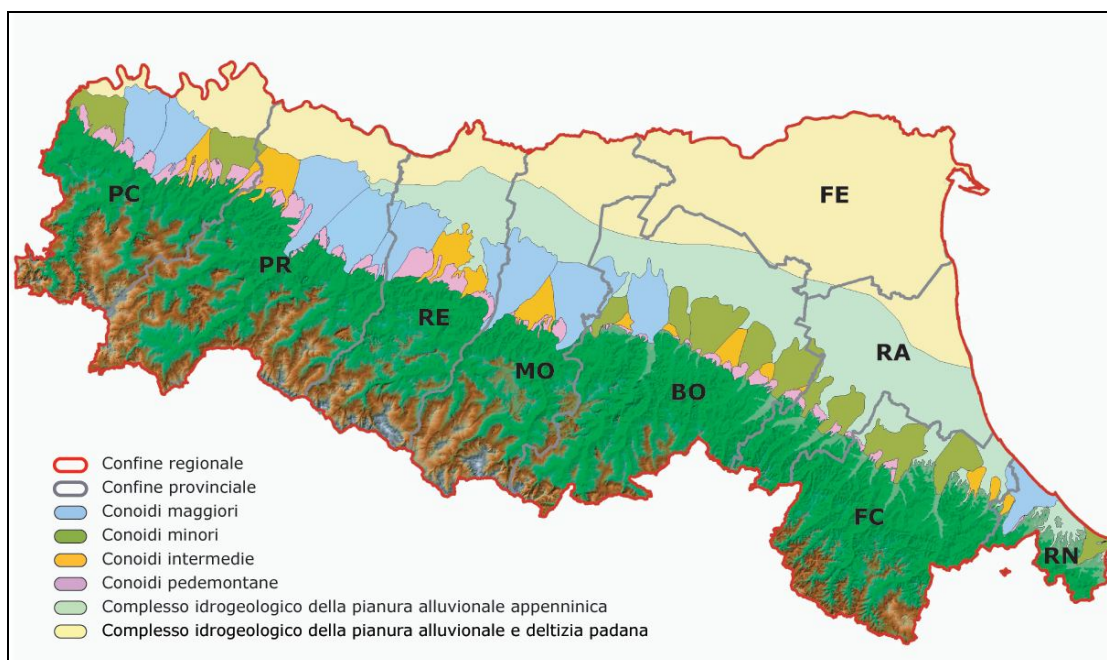 FE
PC
PR
RE
RA
MO
BO
FC
RN
Confine regionale
Confine provinciale
Conoidi maggiori
Conoidi minori
Conoidi intermedie
Conoidi pedemontane
Complesso idrogeologico della pianura alluvionale appenninica
Complesso idrogeologico della pianura alluvionale e deltizia padana